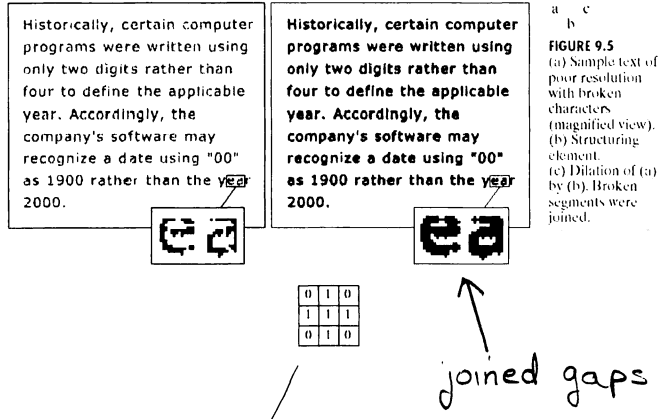 Historically, certain computer
programs were written using
only two digits rather than
four to define the applicable
year. Accordingly, the
company's software may
recognize a date using "00"
as 1900 rather than the year
2000.
e a
Historically, certain computer
programs were written using
only two digits rather than
four to define the applicable
year. Accordingly, the
company's software may
recognize a date using "00"
as 1900 rather than the year
2000.
e a
a c
b
FIGURE 9.5
(a) Sample text of
poor resolution
with broken
characters
(magnified view).
(b) Structuring
element.
(c) Dilation of (a)
by (b). Broken
segments were
joined.
0 1 0
1 1 1
0 1 0
joined gaps